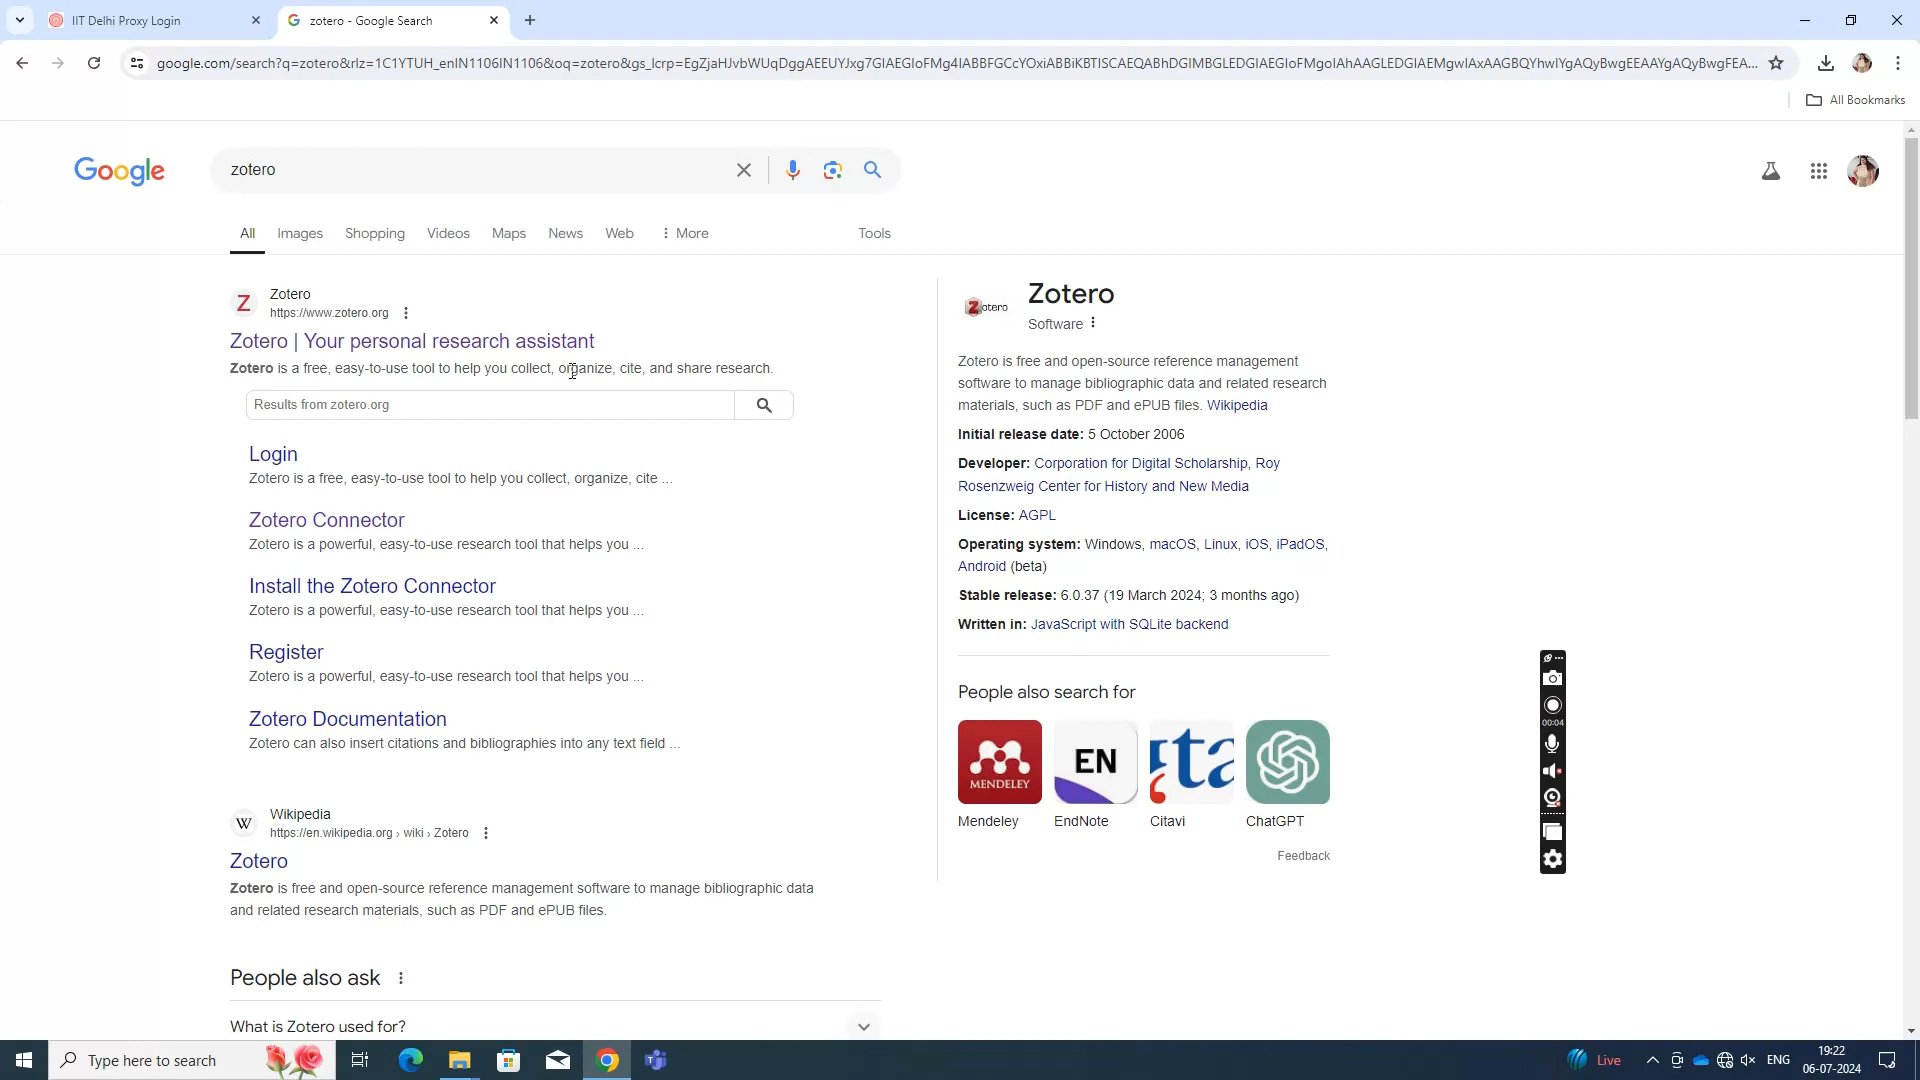 IIT Delhi Proxy Login
zotero - Google Search
google.com/search?q=zotero&rlz=1C1YTUH_enIN1106IN1106&oq=zotero&gs_lcrp=EgZjaHJvbWUqDggAEEUYJxg7GIAEGIoFMg4IABBFGCcYOxiABBiKBTISCAEQABhDGIMBGLEDGIAEGIoFMgoIAhAAGLEDGIAEMgwIAxAAGBQYhwIYgAQyBwgEEAAYgAQyBwgFEA...
All Bookmarks
Google
zotero
All
Images
Shopping
Videos
Maps
News
Web
More
Tools
Z
Zotero
https://www.zotero.org
Zotero | Your personal research assistant
Zotero is a free, easy-to-use tool to help you collect, organize, cite, and share research.
Results from zotero.org
Login
Zotero is a free, easy-to-use tool to help you collect, organize, cite ...
Zotero Connector
Zotero is a powerful, easy-to-use research tool that helps you ...
Install the Zotero Connector
Zotero is a powerful, easy-to-use research tool that helps you ...
Register
Zotero is a powerful, easy-to-use research tool that helps you ...
Zotero Documentation
Zotero can also insert citations and bibliographies into any text field ...
W
Wikipedia
https://en.wikipedia.org › wiki › Zotero
Zotero
Zotero is free and open-source reference management software to manage bibliographic data
and related research materials, such as PDF and ePUB files.
People also ask
What is Zotero used for?
zotero
Zotero
Software
Zotero is free and open-source reference management
software to manage bibliographic data and related research
materials, such as PDF and ePUB files. Wikipedia
Initial release date: 5 October 2006
Developer: Corporation for Digital Scholarship, Roy
Rosenzweig Center for History and New Media
License: AGPL
Operating system: Windows, macOS, Linux, iOS, iPadOS,
Android (beta)
Stable release: 6.0.37 (19 March 2024; 3 months ago)
Written in: JavaScript with SQLite backend
People also search for
MENDELEY
EN
ita
Mendeley
EndNote
Citavi
ChatGPT
Feedback
00:04
Type here to search
Live
ENG
19:22
06-07-2024